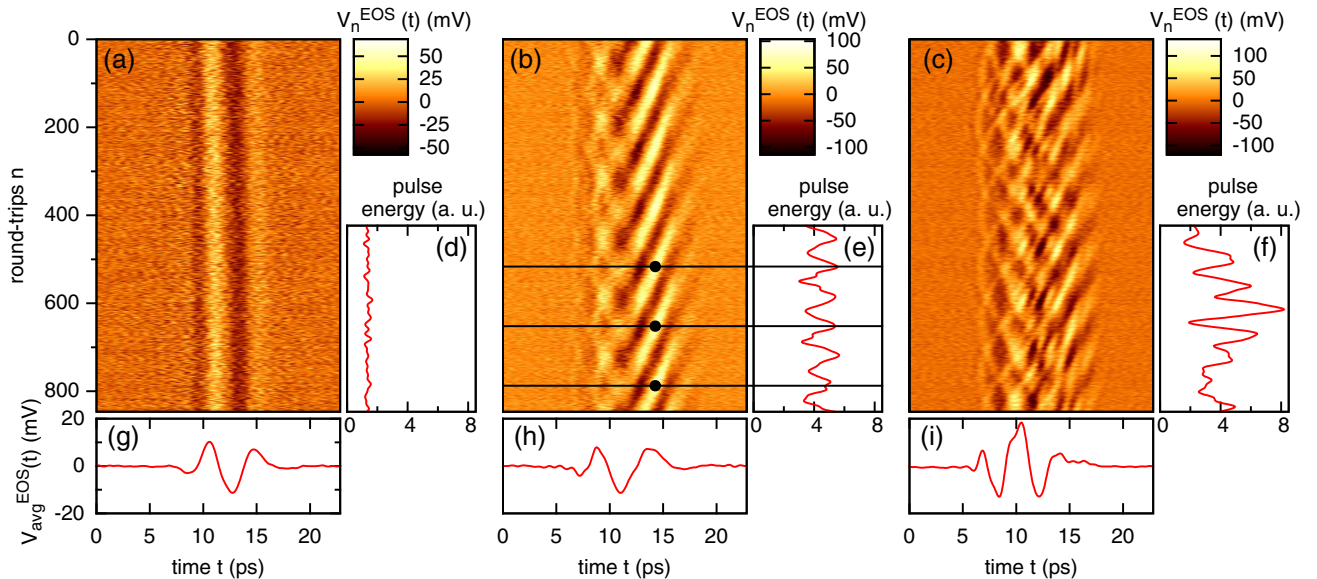 V_n^EOS (t) (mV)
V_n^EOS (t) (mV)
V_n^EOS (t) (mV)
(a)
(b)
(c)
50
25
0
-25
-50
100
50
0
-50
-100
100
50
0
-50
-100
0
200
400
600
800
round-trips n
pulse
energy (a. u.)
pulse
energy (a. u.)
pulse
energy (a. u.)
(d)
(e)
(f)
0 4 8
0 4 8
0 4 8
V_avg^EOS(t) (mV)
20
0
-20
(g)
(h)
(i)
0 5 10 15 20
0 5 10 15 20
0 5 10 15 20
time t (ps)
time t (ps)
time t (ps)